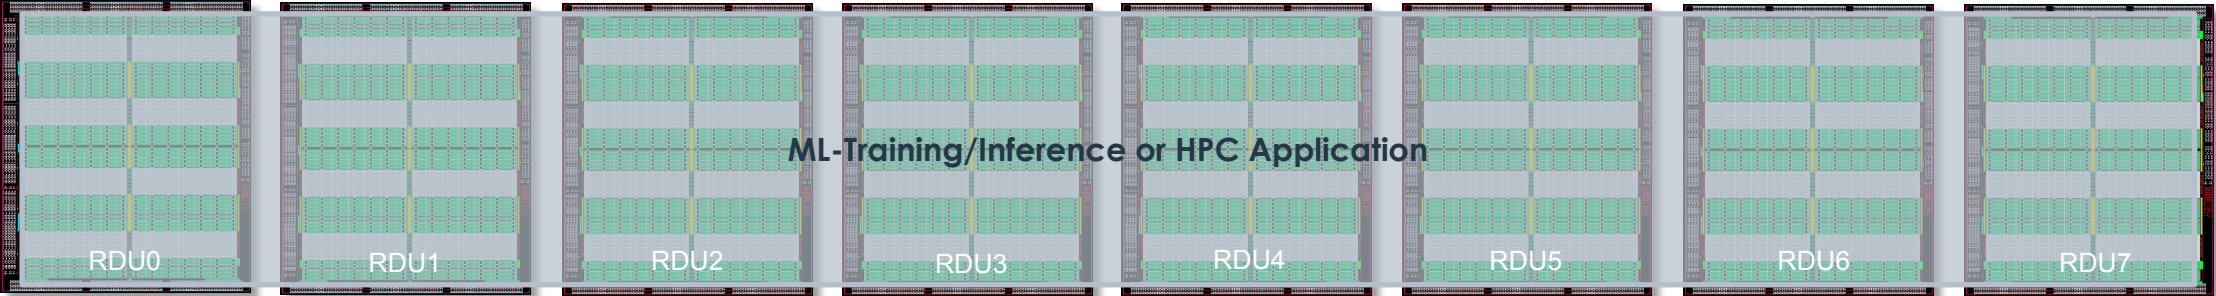 ML-Training/Inference or HPC Application
RDU0 RDU1 RDU2 RDU3 RDU4 RDU5 RDU6 RDU7